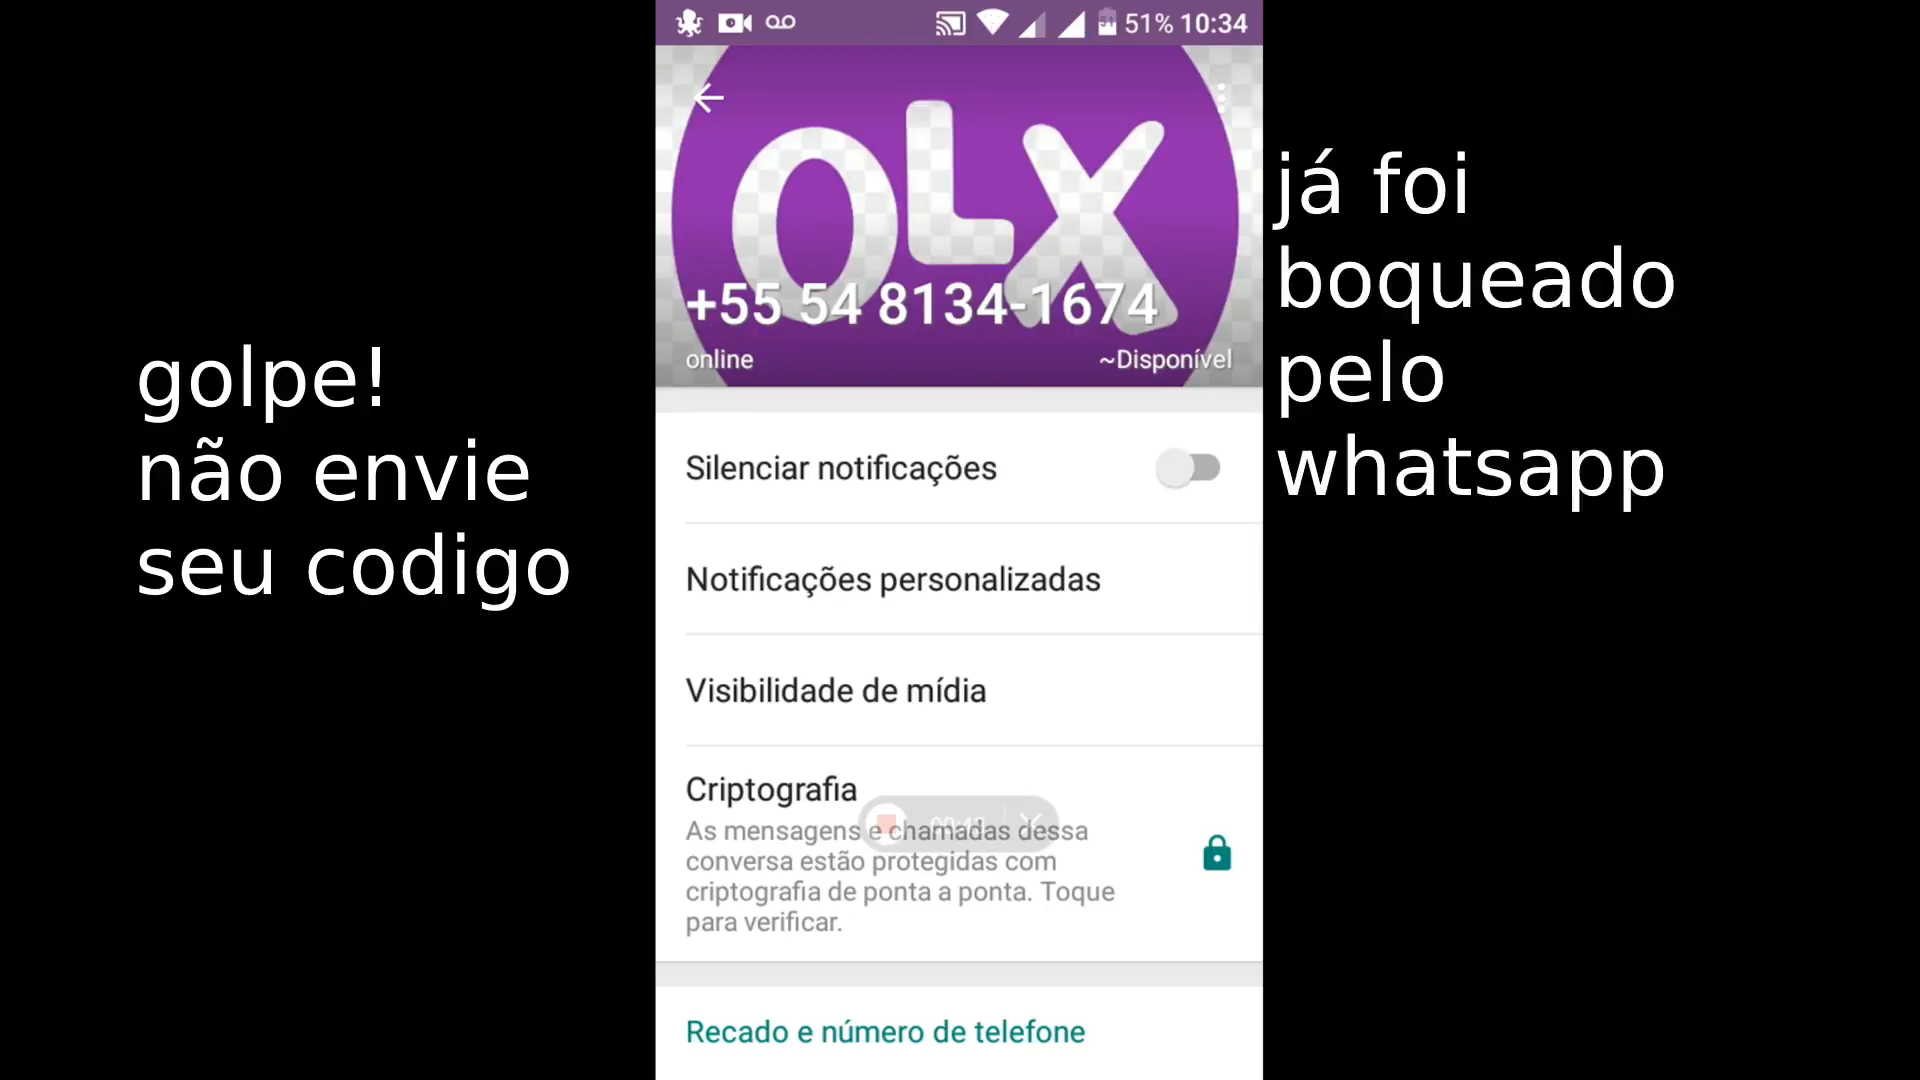 51% 10:34
OLX
+55 54 8134-1674
online ~Disponível
golpe!
não envie
seu codigo
Silenciar notificações
Notificações personalizadas
Visibilidade de mídia
Criptografia
As mensagens e chamadas dessa
conversa estão protegidas com
criptografia de ponta a ponta. Toque
para verificar.
Recado e número de telefone
já foi
boqueado
pelo
whatsapp